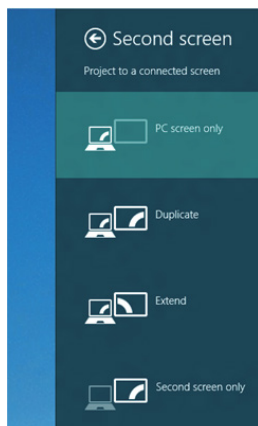 Second screen
Project to a connected screen
PC screen only
Duplicate
Extend
Second screen only